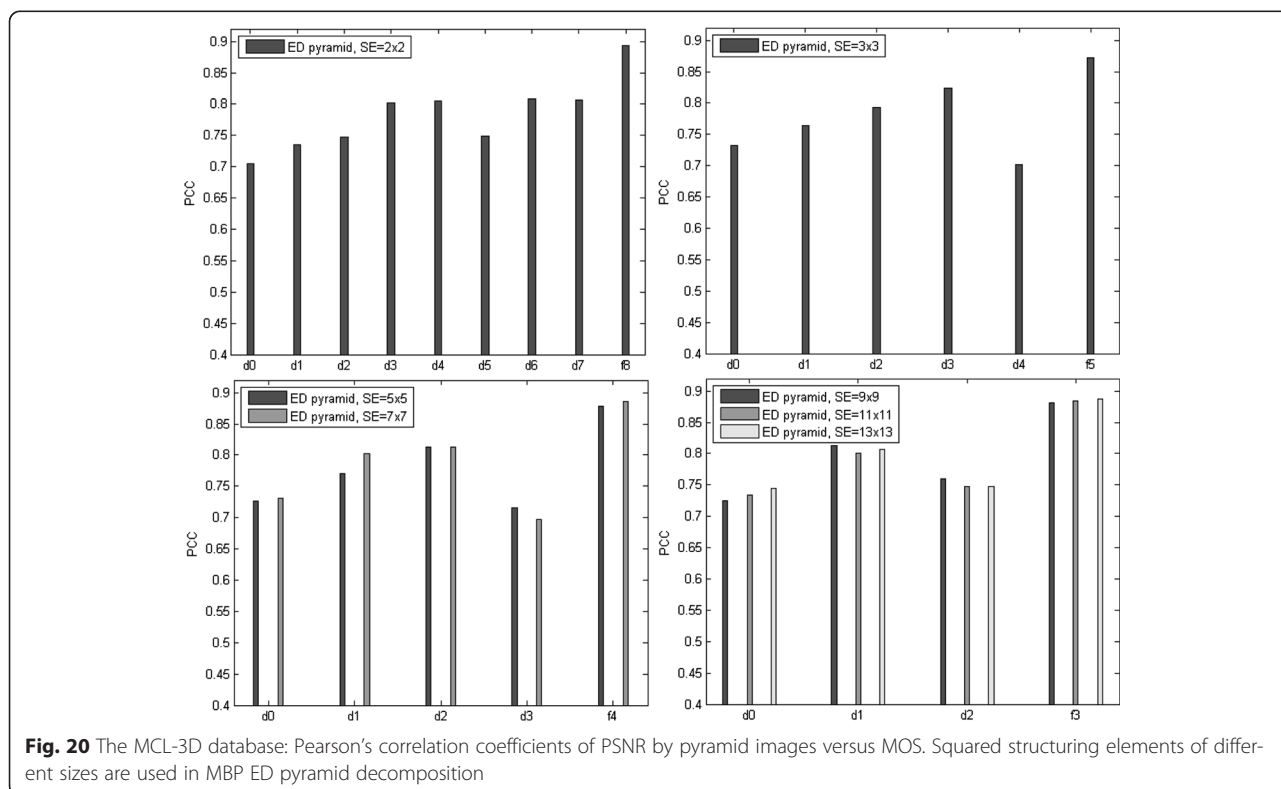 ED pyramid, SE=2x2
0.9
0.85
0.8
0.75
0.7
0.65
0.6
0.55
0.5
0.45
0.4
PCC
d0 d1 d2 d3 d4 d5 d6 d7 f8
ED pyramid, SE=3x3
0.9
0.85
0.8
0.75
0.7
0.65
0.6
0.55
0.5
0.45
0.4
PCC
d0 d1 d2 d3 d4 f5
ED pyramid, SE=5x5
ED pyramid, SE=7x7
0.9
0.85
0.8
0.75
0.7
0.65
0.6
0.55
0.5
0.45
0.4
PCC
d0 d1 d2 d3 f4
ED pyramid, SE=9x9
ED pyramid, SE=11x11
ED pyramid, SE=13x13
0.9
0.85
0.8
0.75
0.7
0.65
0.6
0.55
0.5
0.45
0.4
PCC
d0 d1 d2 f3
Fig. 20 The MCL-3D database: Pearson's correlation coefficients of PSNR by pyramid images versus MOS. Squared structuring elements of differ-
ent sizes are used in MBP ED pyramid decomposition